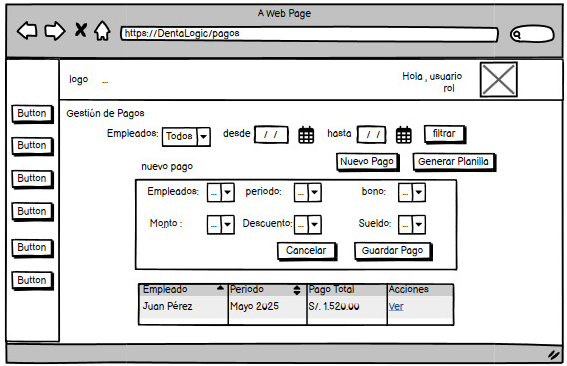 A Web Page
https://DentaLogic/pagos
logo ...
Hola , usuario
rol
Button
Button
Button
Button
Button
Button
Gestión de Pagos
Empleados: Todos desde / / hasta / / filtrar
Nuevo Pago Generar Planilla
nuevo pago
Empleados: ... periodo: ... bono: ...
Monto : ... Descuento: ... Sueldo: ...
Cancelar Guardar Pago
Empleado Periodo Pago Total Acciones
Juan Pérez Mayo 2025 S/. 1.520.00 Ver